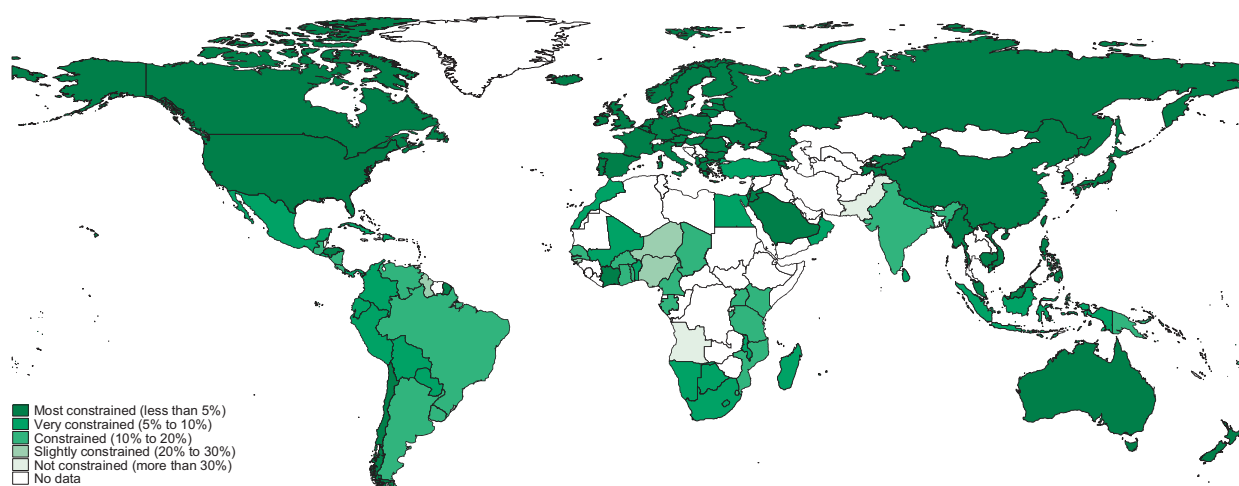 Most constrained (less than 5%)
Very constrained (5% to 10%)
Constrained (10% to 20%)
Slightly constrained (20% to 30%)
Not constrained (more than 30%)
No data